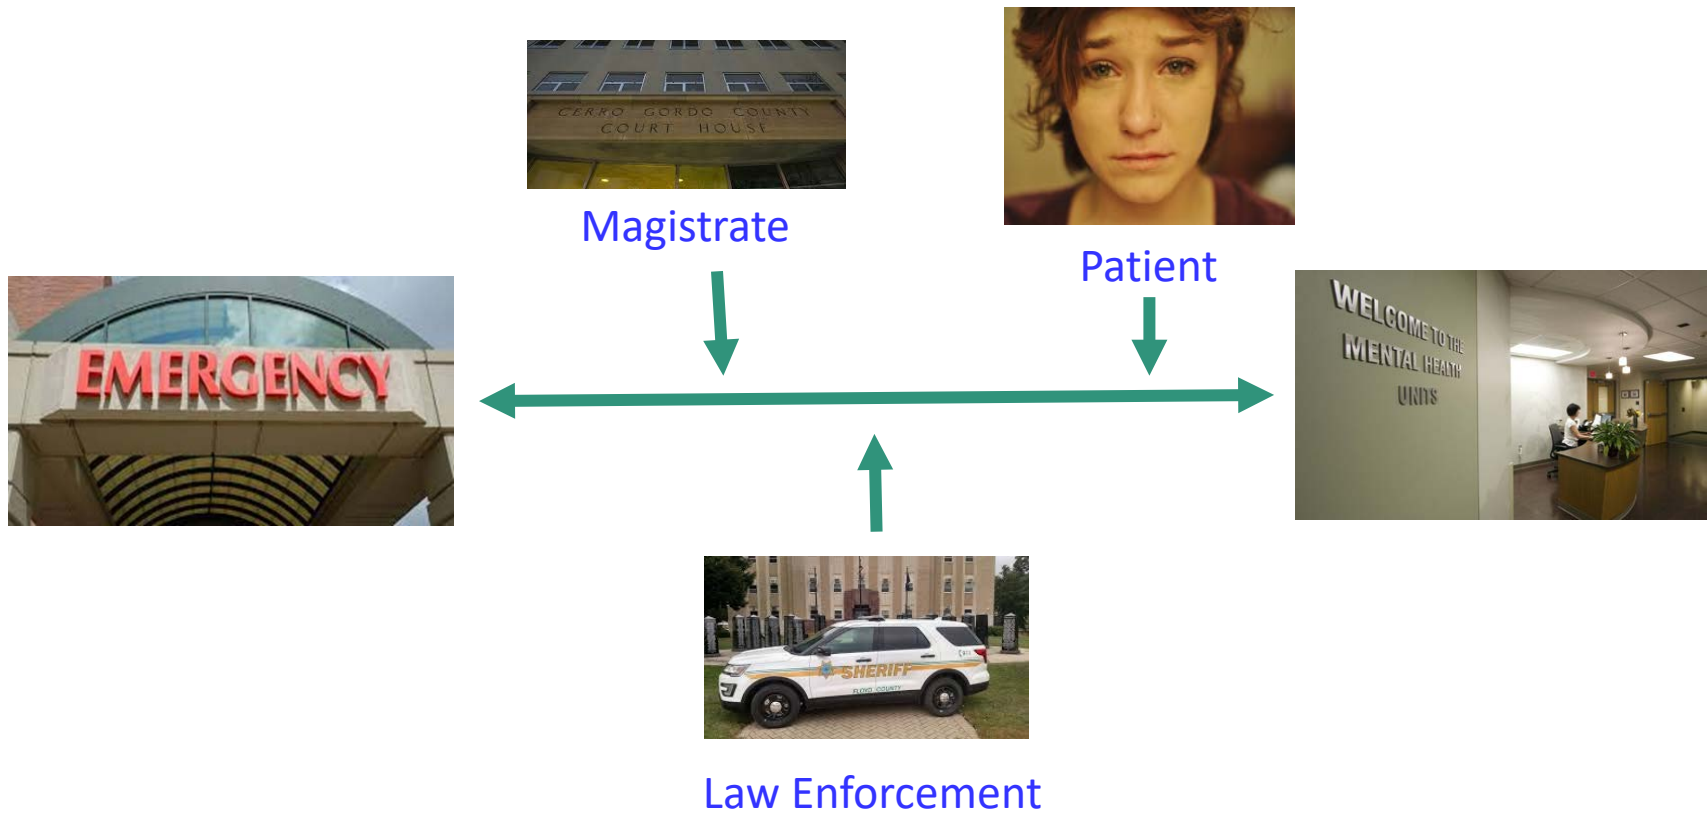 CERRO GORDO COUNTY
COURT HOUSE
Magistrate
Patient
EMERGENCY
WELCOME TO THE
MENTAL HEALTH
UNITS
SHERIFF
FLOYD COUNTY
Law Enforcement